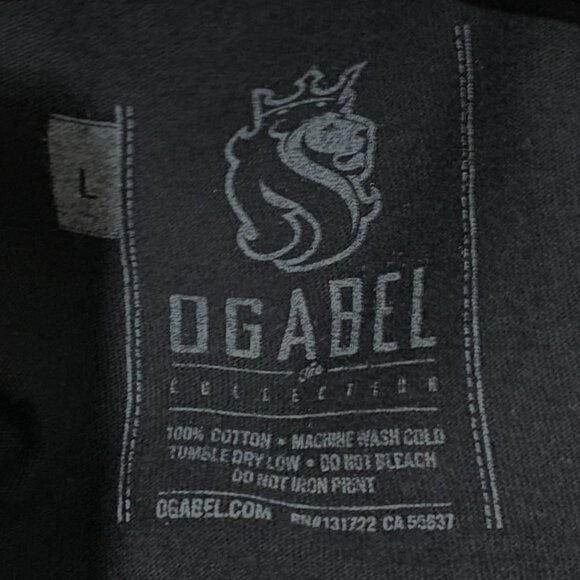 L
OGABEL
The
COLLECTION
100% COTTON • MACHINE WASH COLD
TUMBLE DRY LOW • DO NOT BLEACH
DO NOT IRON PRINT
OGABEL.COM RN#131722 CA 56637